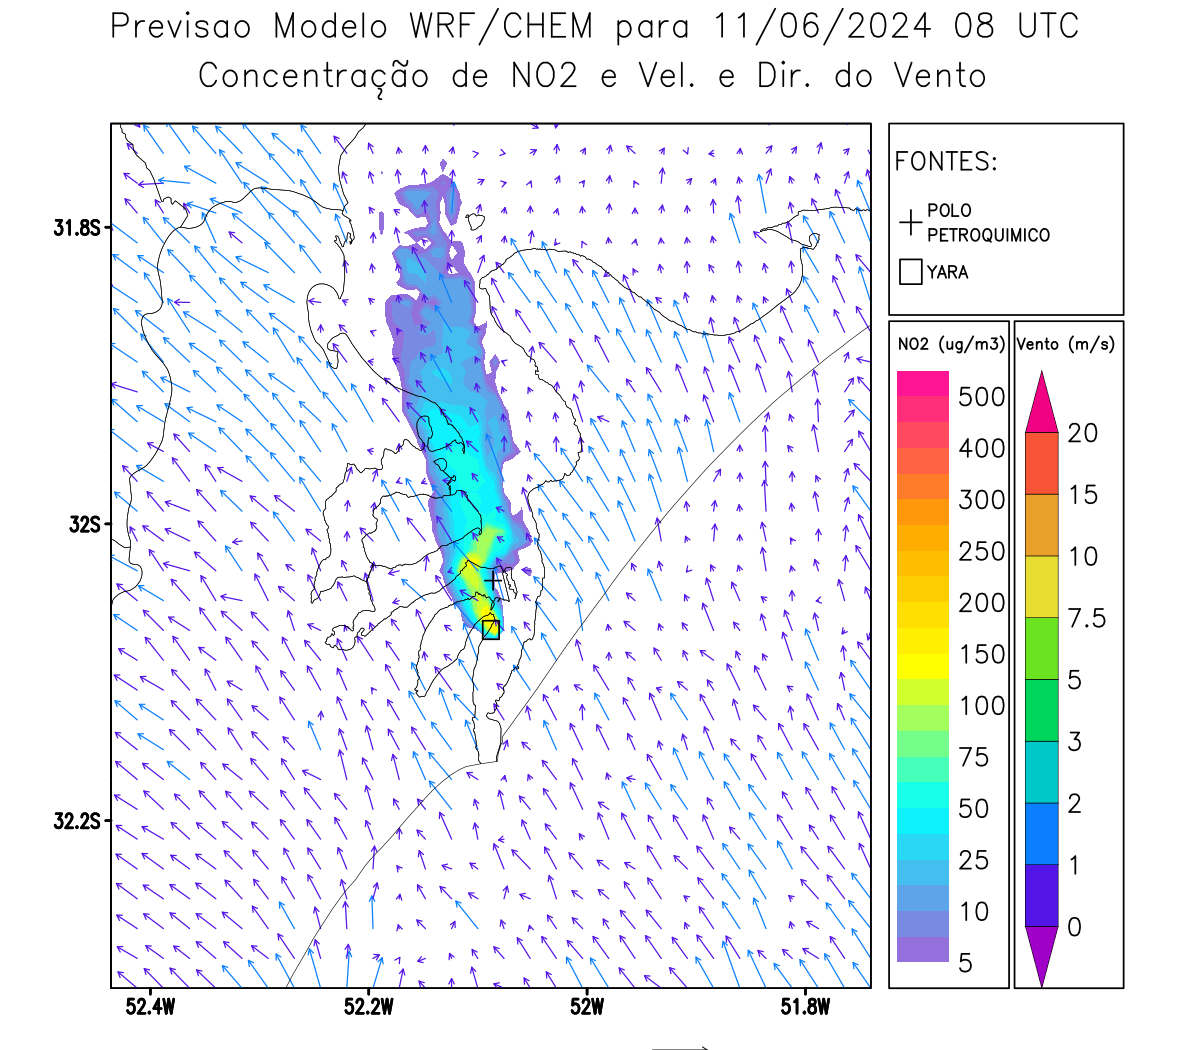 Previsao Modelo WRF/CHEM para 11/06/2024 08 UTC
Concentração de NO2 e Vel. e Dir. do Vento
FONTES:
POLO
PETROQUIMICO
YARA
31.8S
32S
32.2S
52.4W
52.2W
52W
51.8W
NO2 (ug/m3)
500
400
300
250
200
150
100
75
50
25
10
5
Vento (m/s)
20
15
10
7.5
5
3
2
1
0